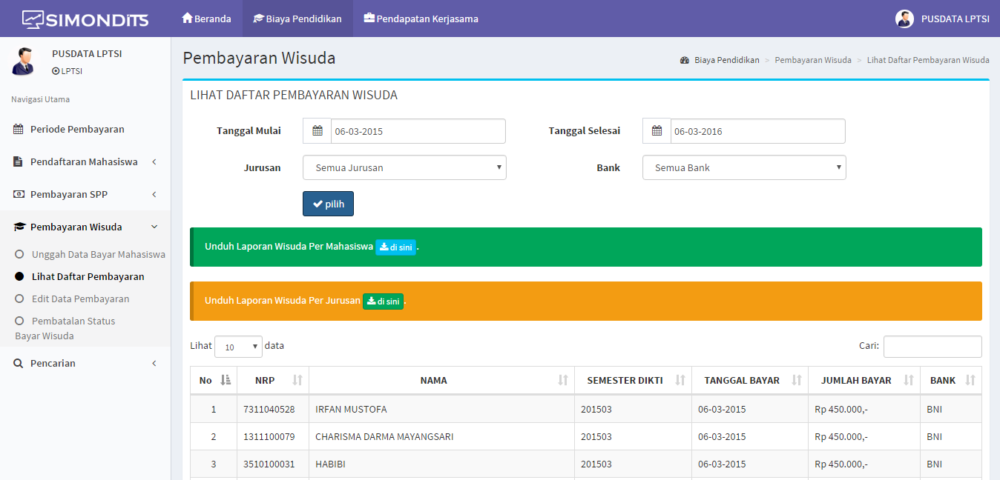 SIMONDITS
Beranda
Biaya Pendidikan
Pendapatan Kerjasama
PUSDATA LPTSI
PUSDATA LPTSI
LPTSI
Navigasi Utama
Periode Pembayaran
Pendaftaran Mahasiswa
Pembayaran SPP
Pembayaran Wisuda
Unggah Data Bayar Mahasiswa
Lihat Daftar Pembayaran
Edit Data Pembayaran
Pembatalan Status
Bayar Wisuda
Pencarian
Pembayaran Wisuda
Biaya Pendidikan > Pembayaran Wisuda > Lihat Daftar Pembayaran Wisuda
LIHAT DAFTAR PEMBAYARAN WISUDA
Tanggal Mulai 06-03-2015 Tanggal Selesai 06-03-2016
Jurusan Semua Jurusan Bank Semua Bank
pilih
Unduh Laporan Wisuda Per Mahasiswa di sini .
Unduh Laporan Wisuda Per Jurusan di sini .
Lihat 10 data Cari:
No NRP NAMA SEMESTER DIKTI TANGGAL BAYAR JUMLAH BAYAR BANK
1 7311040528 IRFAN MUSTOFA 201503 06-03-2015 Rp 450.000,- BNI
2 1311100079 CHARISMA DARMA MAYANGSARI 201503 06-03-2015 Rp 450.000,- BNI
3 3510100031 HABIBI 201503 06-03-2015 Rp 450.000,- BNI